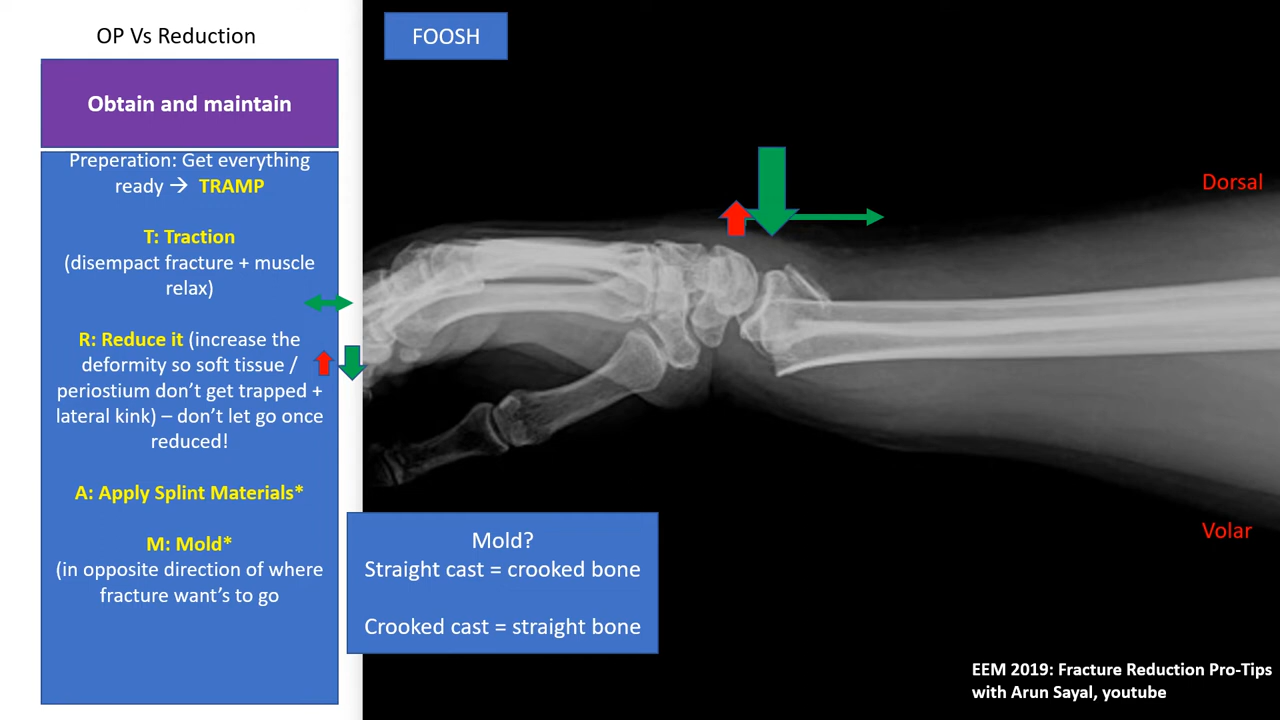 OP Vs Reduction
FOOSH
Obtain and maintain
Preperation: Get everything
ready → TRAMP
T: Traction
(disempact fracture + muscle
relax)
R: Reduce it (increase the
deformity so soft tissue /
periostium don't get trapped +
lateral kink) – don't let go once
reduced!
A: Apply Splint Materials*
M: Mold*
(in opposite direction of where
fracture want's to go
Mold?
Straight cast = crooked bone
Crooked cast = straight bone
Dorsal
Volar
EEM 2019: Fracture Reduction Pro-Tips
with Arun Sayal, youtube